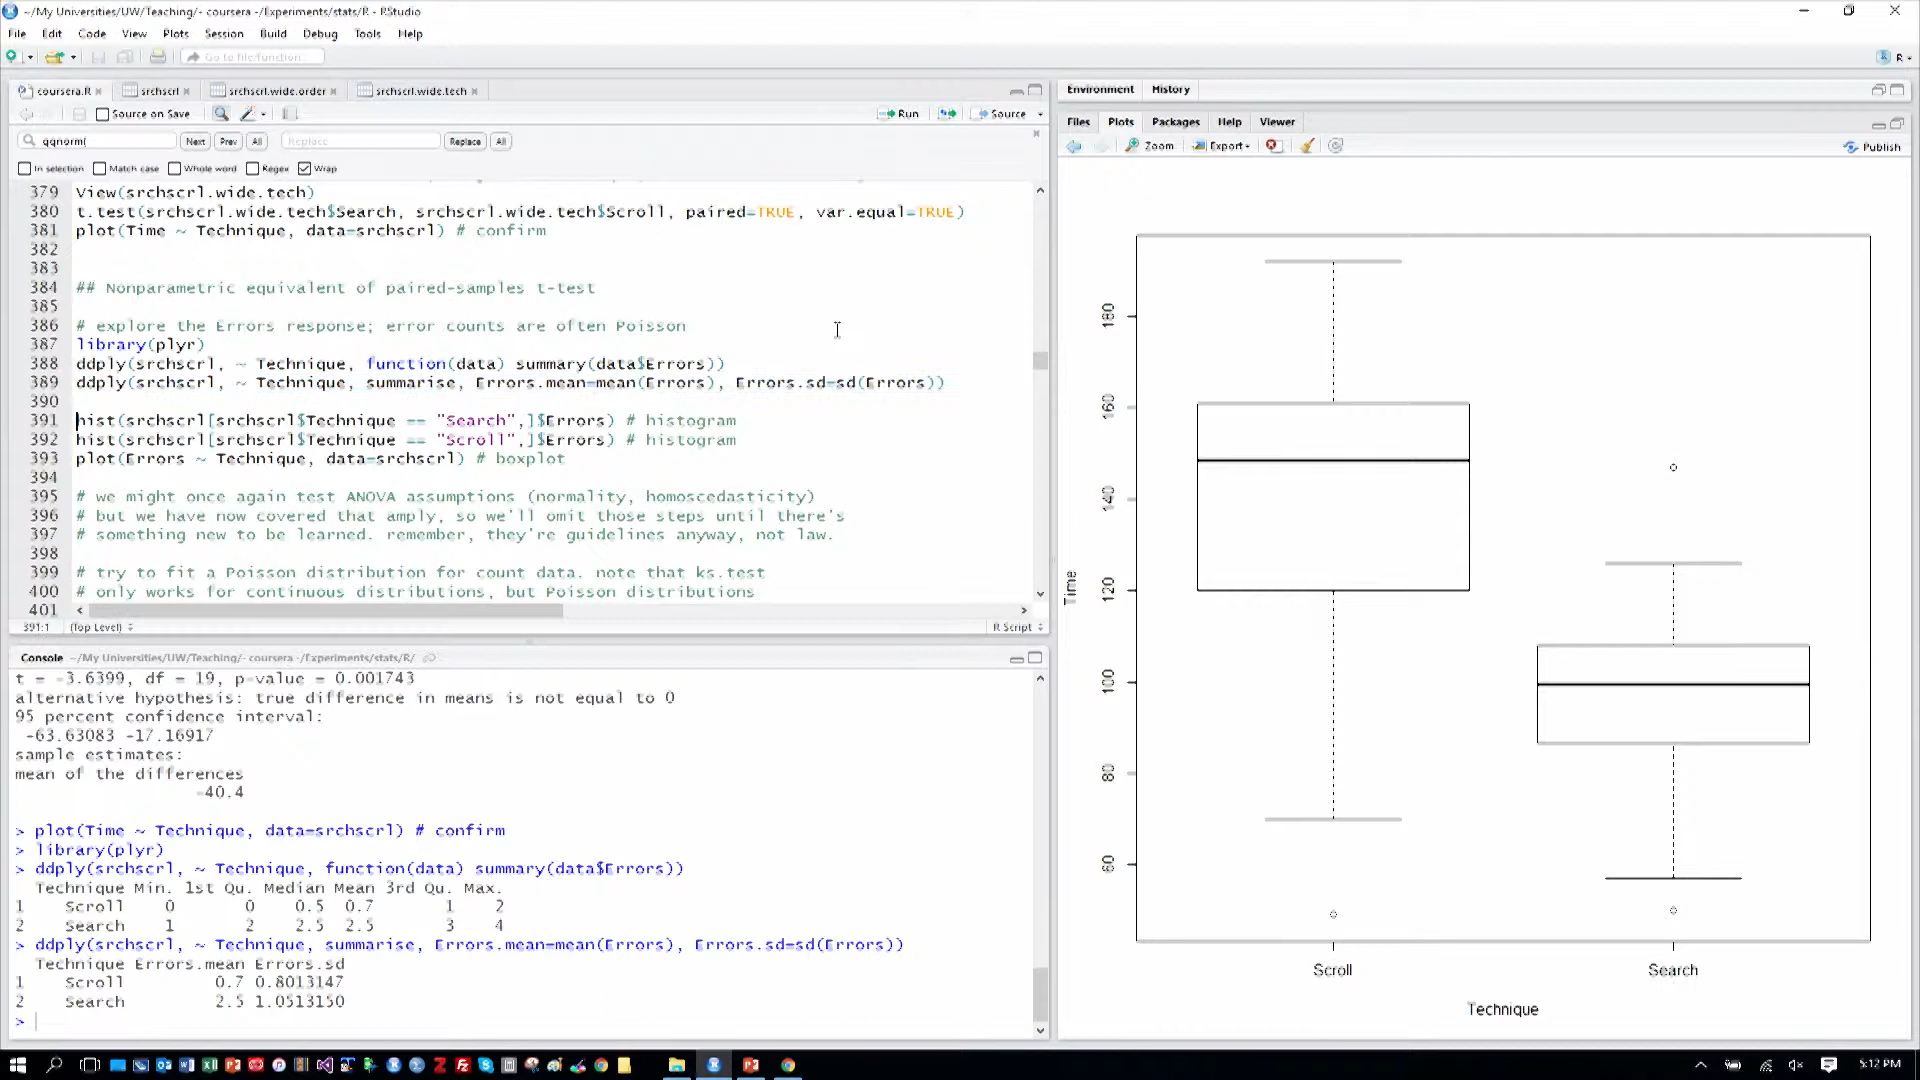 ~/My Universities/UW/Teaching/- coursera -/Experiments/stats/R - RStudio
File Edit Code View Plots Session Build Debug Tools Help
Go to file/function
R
coursera.R srchscrl srchscrl.wide.order srchscrl.wide.tech
Source on Save Run Source
qqnorm( Next Prev All Replace Replace All
In selection Match case Whole word Regex Wrap
379 View(srchscrl.wide.tech)
380 t.test(srchscrl.wide.tech$Search, srchscrl.wide.tech$Scroll, paired=TRUE, var.equal=TRUE)
381 plot(Time ~ Technique, data=srchscrl) # confirm
382
383
384 ## Nonparametric equivalent of paired-samples t-test
385
386 # explore the Errors response; error counts are often Poisson
387 library(plyr)
388 ddply(srchscrl, ~ Technique, function(data) summary(data$Errors))
389 ddply(srchscrl, ~ Technique, summarise, Errors.mean=mean(Errors), Errors.sd=sd(Errors))
390
391 hist(srchscrl[srchscrl$Technique == "Search",]$Errors) # histogram
392 hist(srchscrl[srchscrl$Technique == "Scroll",]$Errors) # histogram
393 plot(Errors ~ Technique, data=srchscrl) # boxplot
394
395 # we might once again test ANOVA assumptions (normality, homoscedasticity)
396 # but we have now covered that amply, so we'll omit those steps until there's
397 # something new to be learned. remember, they're guidelines anyway, not law.
398
399 # try to fit a Poisson distribution for count data. note that ks.test
400 # only works for continuous distributions, but Poisson distributions
401
391:1 (Top Level) R Script
Console ~/My Universities/UW/Teaching/- coursera -/Experiments/stats/R/
t = -3.6399, df = 19, p-value = 0.001743
alternative hypothesis: true difference in means is not equal to 0
95 percent confidence interval:
-63.63083 -17.16917
sample estimates:
mean of the differences
-40.4
> plot(Time ~ Technique, data=srchscrl) # confirm
> library(plyr)
> ddply(srchscrl, ~ Technique, function(data) summary(data$Errors))
Technique Min. 1st Qu. Median Mean 3rd Qu. Max.
1 Scroll 0 0 0.5 0.7 1 2
2 Search 1 2 2.5 2.5 3 4
> ddply(srchscrl, ~ Technique, summarise, Errors.mean=mean(Errors), Errors.sd=sd(Errors))
Technique Errors.mean Errors.sd
1 Scroll 0.7 0.8013147
2 Search 2.5 1.0513150
>
Environment History
Files Plots Packages Help Viewer
Zoom Export Publish
180
160
140
120
100
80
60
Time
Scroll Search
Technique
5:12 PM